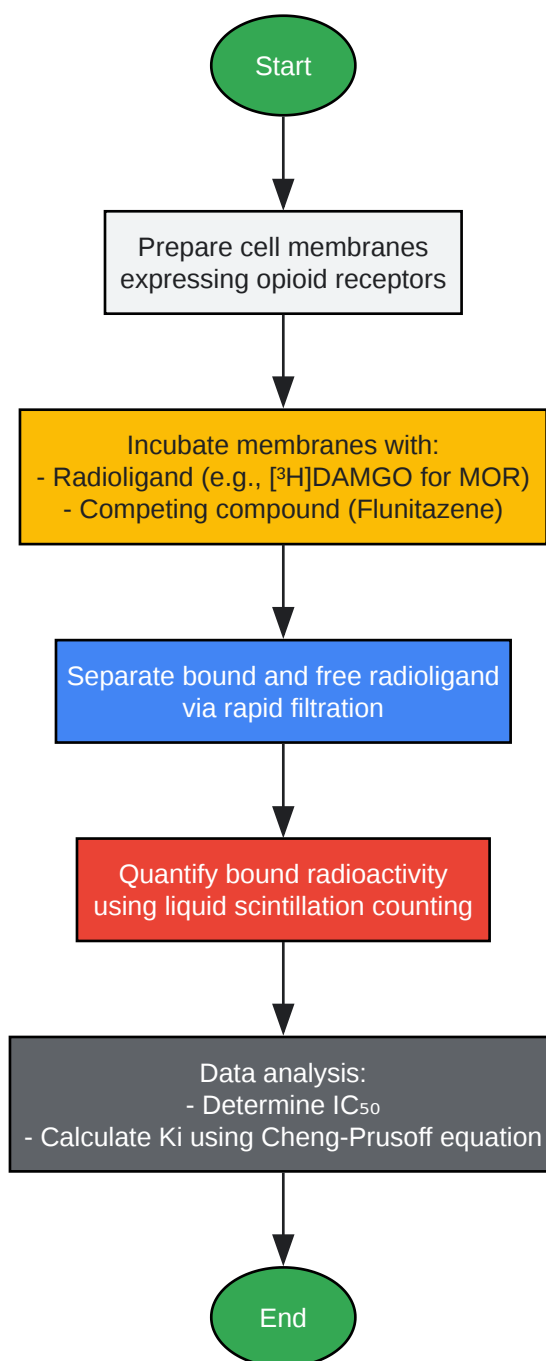 Start
Prepare cell membranes
expressing opioid receptors
Incubate membranes with:
- Radioligand (e.g., [³H]DAMGO for MOR)
- Competing compound (Flunitazene)
Separate bound and free radioligand
via rapid filtration
Quantify bound radioactivity
using liquid scintillation counting
Data analysis:
- Determine IC₅₀
- Calculate Ki using Cheng-Prusoff equation
End